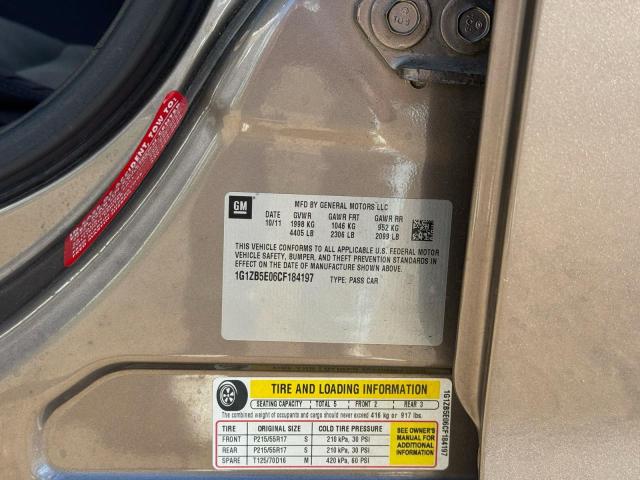 ACCIDENT, TOW TO:
GM
MFD BY GENERAL MOTORS LLC
DATE GVWR GAWR FRT GAWR RR
10/11 1998 KG 1046 KG 952 KG
4405 LB 2306 LB 2099 LB
THIS VEHICLE CONFORMS TO ALL APPLICABLE U.S. FEDERAL MOTOR
VEHICLE SAFETY, BUMPER, AND THEFT PREVENTION STANDARDS
IN EFFECT ON THE DATE OF MANUFACTURE SHOWN ABOVE.
1G1ZB5E06CF184197 TYPE: PASS CAR
TIRE AND LOADING INFORMATION
SEATING CAPACITY TOTAL 5 FRONT 2 REAR 3
The combined weight of occupants and cargo should never exceed 416 kg or 917 lbs.
TIRE ORIGINAL SIZE COLD TIRE PRESSURE
FRONT P215/55R17 S 210 kPa, 30 PSI
REAR P215/55R17 S 210 kPa, 30 PSI
SPARE T125/70D16 M 420 kPa, 60 PSI
SEE OWNER'S
MANUAL FOR
ADDITIONAL
INFORMATION
1G1ZB5E06CF184197